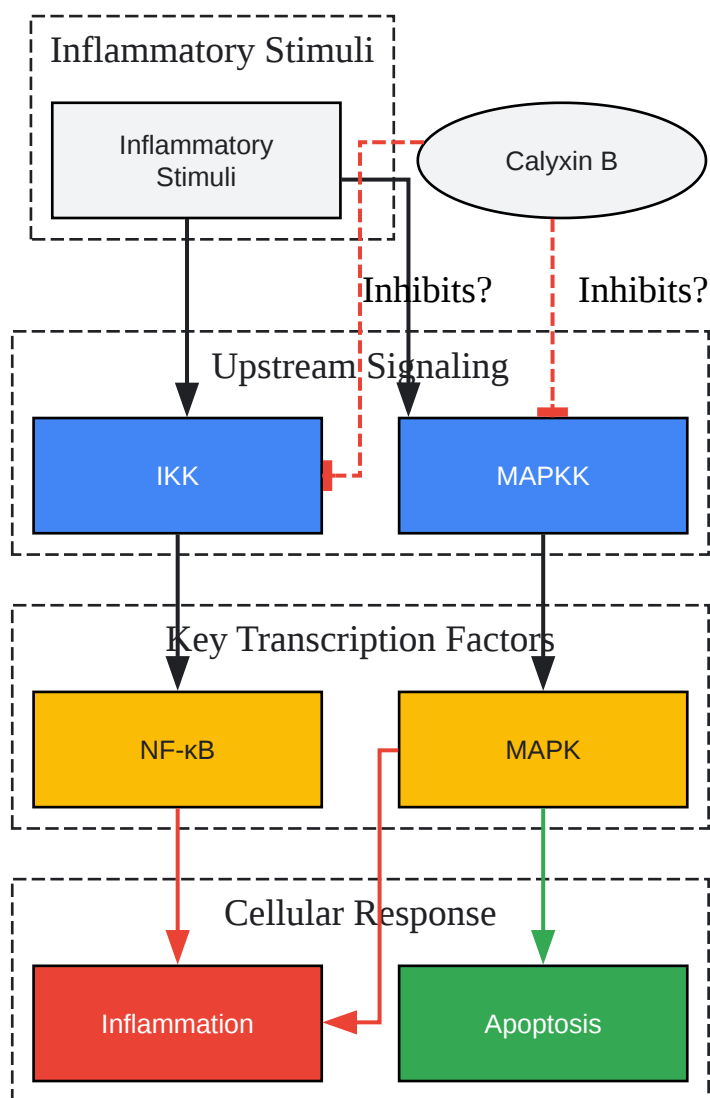 Inflammatory Stimuli
Inflammatory
Stimuli
Calyxin B
Inhibits?
Inhibits?
Upstream Signaling
IKK
MAPKK
Key Transcription Factors
NF-κB
MAPK
Cellular Response
Inflammation
Apoptosis